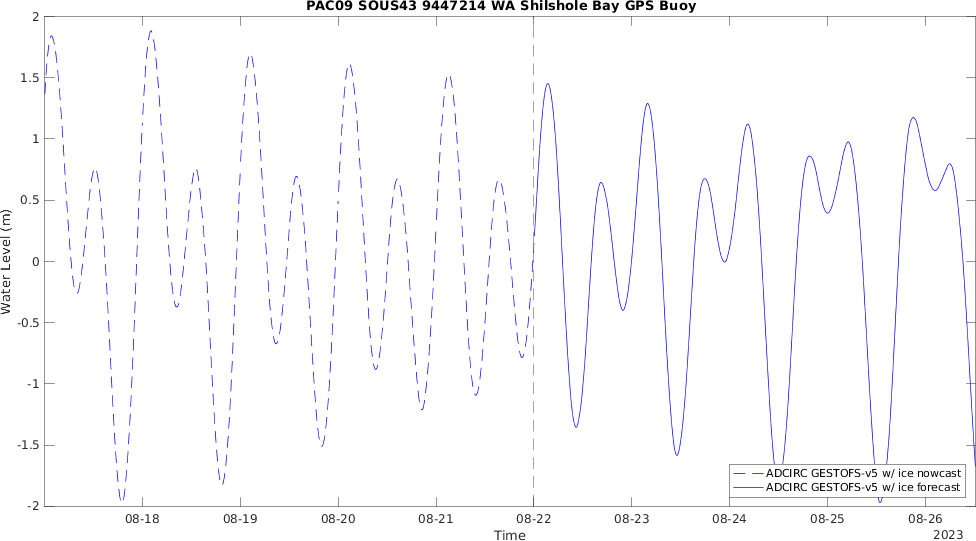 PAC09 SOUS43 9447214 WA Shilshole Bay GPS Buoy
2
1.5
1
0.5
0
-0.5
-1
-1.5
-2
Water Level (m)
ADCIRC GESTOFS-v5 w/ ice nowcast
ADCIRC GESTOFS-v5 w/ ice forecast
08-18 08-19 08-20 08-21 08-22 08-23 08-24 08-25 08-26
Time
2023